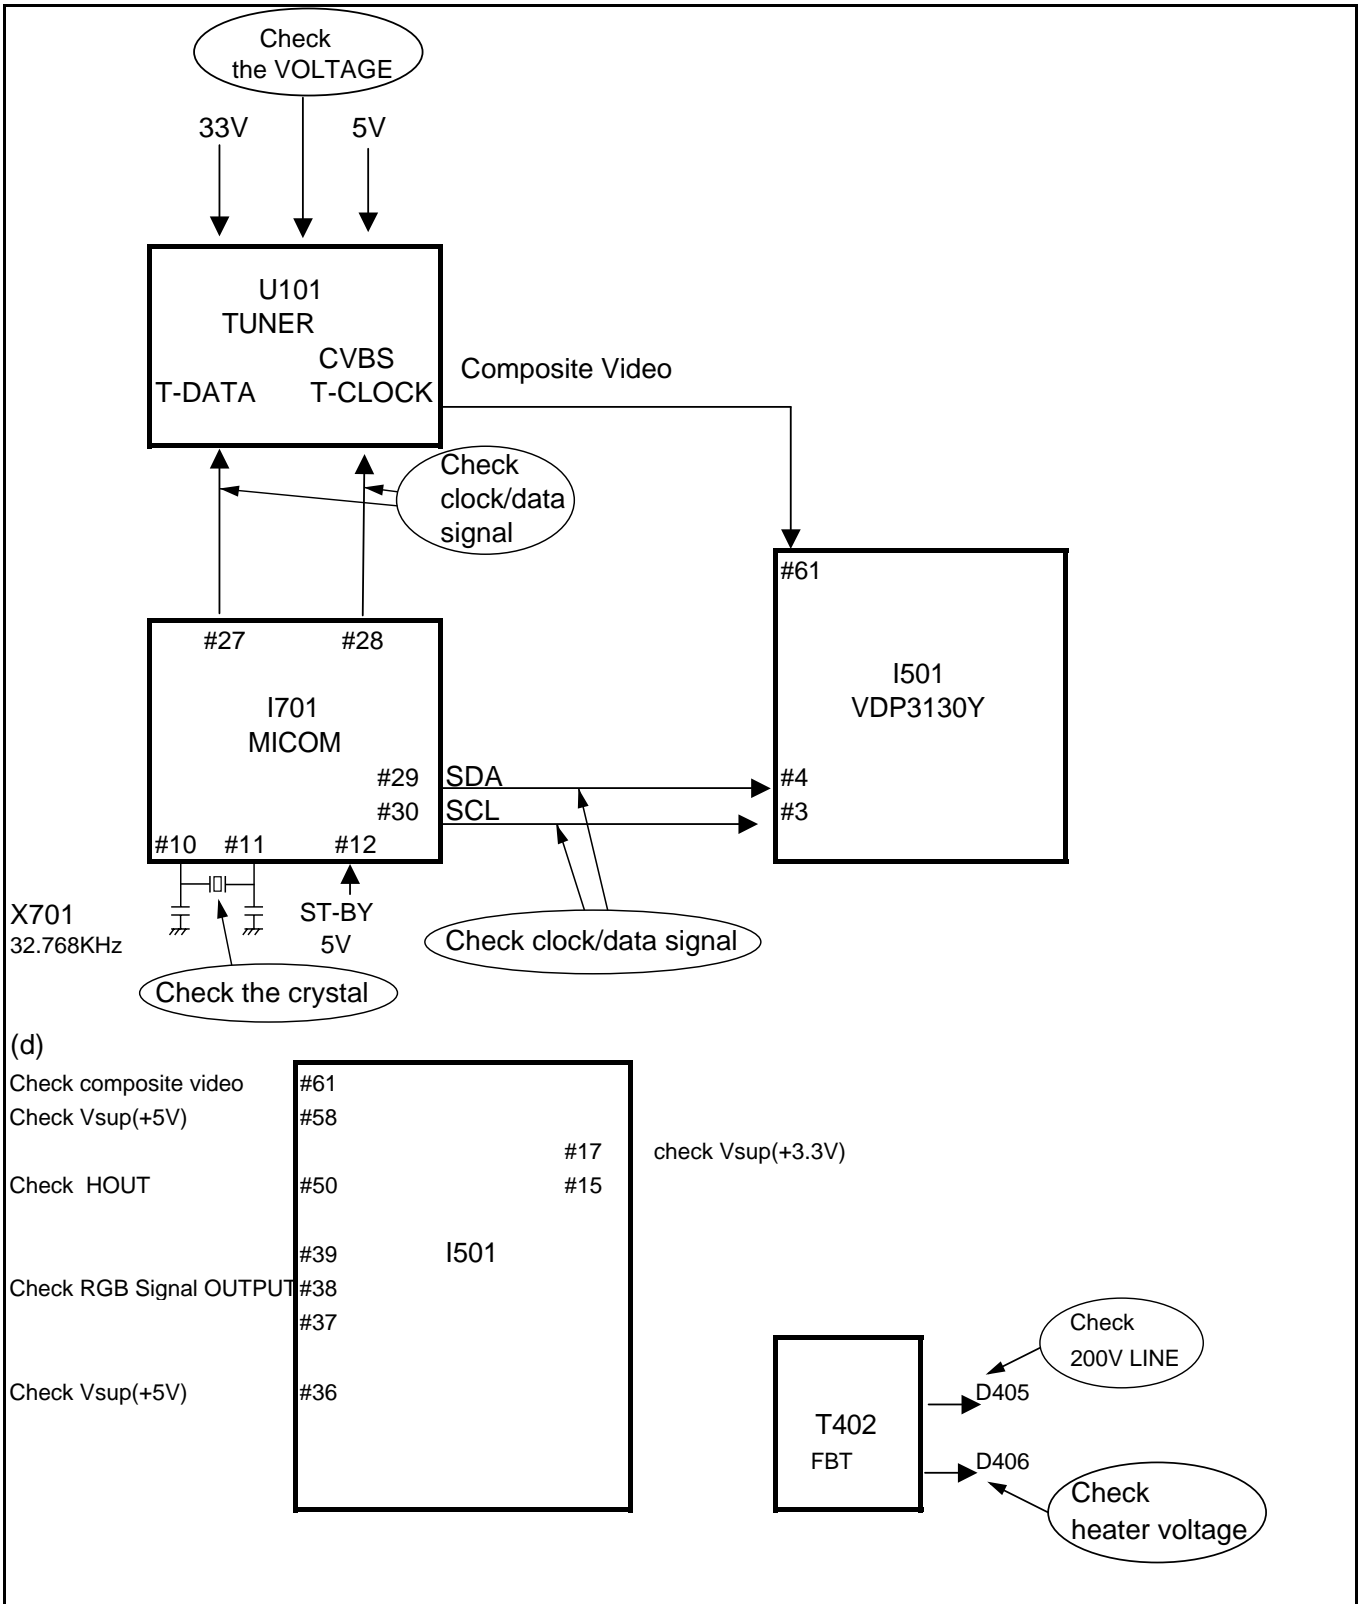 Check
the VOLTAGE
33V 5V
U101
TUNER
CVBS
T-DATA T-CLOCK
Composite Video
Check
clock/data
signal
#61
#27 #28
I501
VDP3130Y
I701
MICOM
#29 SDA #4
#30 SCL #3
#10 #11 #12
X701
32.768KHz
ST-BY
5V
Check clock/data signal
Check the crystal
(d)
Check composite video #61
Check Vsup(+5V) #58
#17 check Vsup(+3.3V)
Check HOUT #50 #15
#39 I501
Check RGB Signal OUTPUT #38
#37
Check Vsup(+5V) #36
Check
200V LINE
D405
T402
FBT
D406
Check
heater voltage